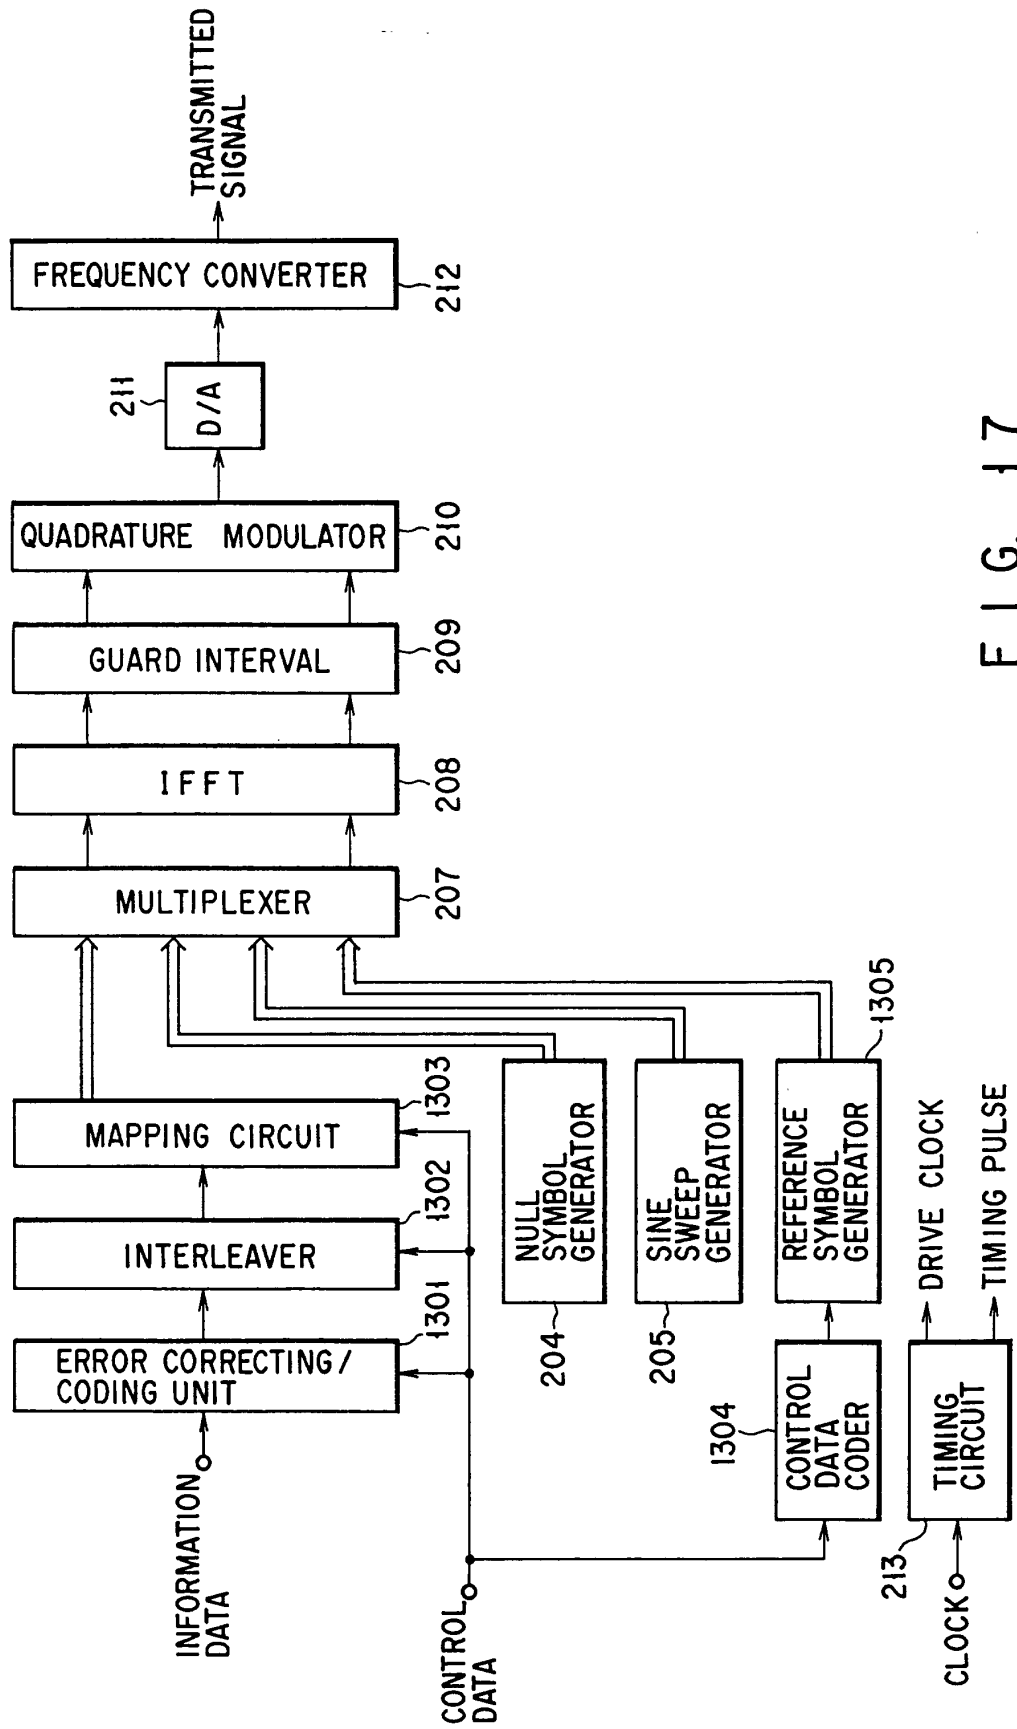 INFORMATION
DATA
ERROR CORRECTING/
CODING UNIT
1301
INTERLEAVER
1302
MAPPING CIRCUIT
1303
MULTIPLEXER
207
IFFT
208
GUARD INTERVAL
209
QUADRATURE MODULATOR
210
D/A
211
FREQUENCY CONVERTER
212
TRANSMITTED
SIGNAL
CONTROL
DATA
NULL
SYMBOL
GENERATOR
204
SINE
SWEEP
GENERATOR
205
1304
CONTROL
DATA
CODER
REFERENCE
SYMBOL
GENERATOR
1305
CLOCK
213
TIMING
CIRCUIT
DRIVE CLOCK
TIMING PULSE
FIG. 17